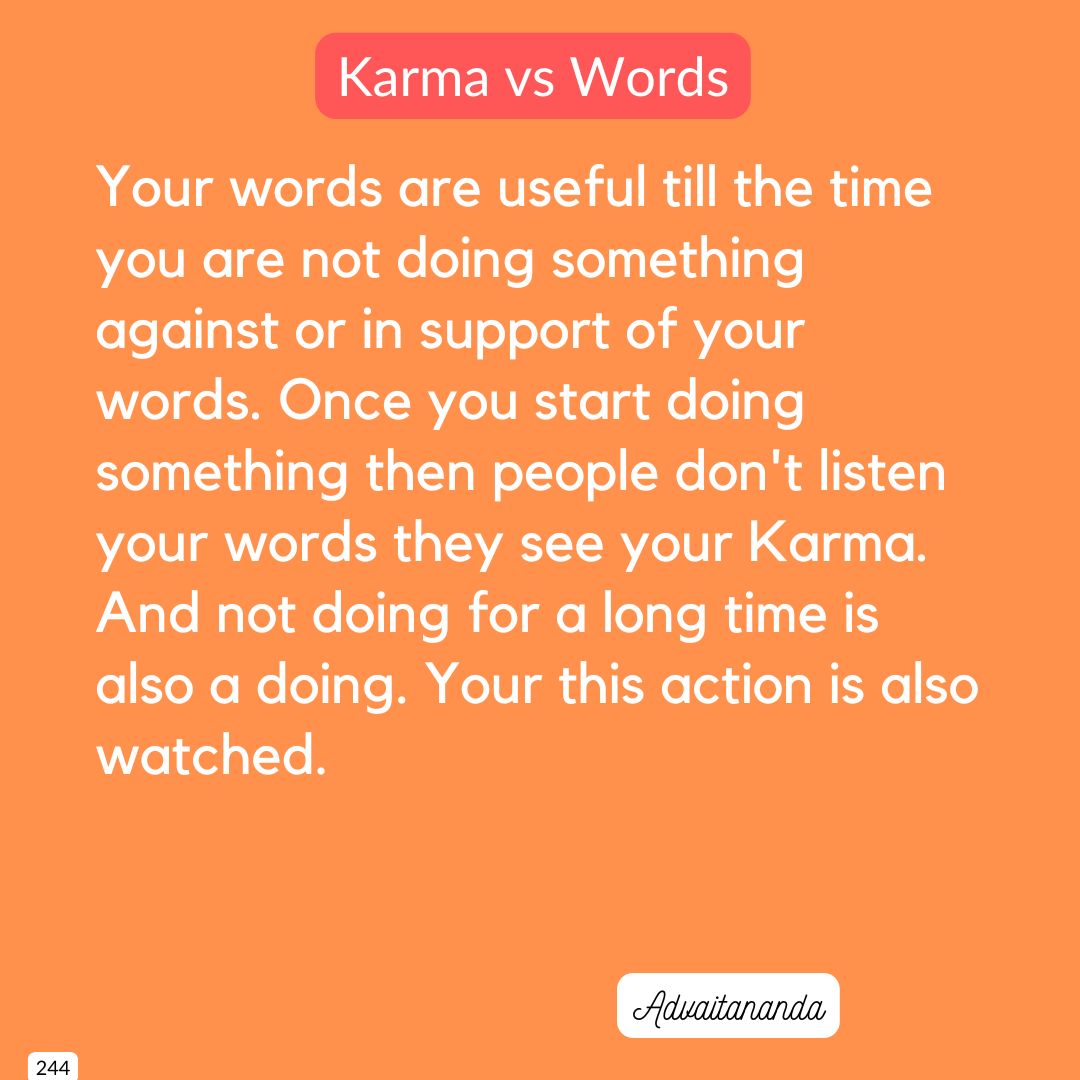 Karma vs Words
Your words are useful till the time
you are not doing something
against or in support of your
words. Once you start doing
something then people don't listen
your words they see your Karma.
And not doing for a long time is
also a doing. Your this action is also
watched.
Advaitananda
244